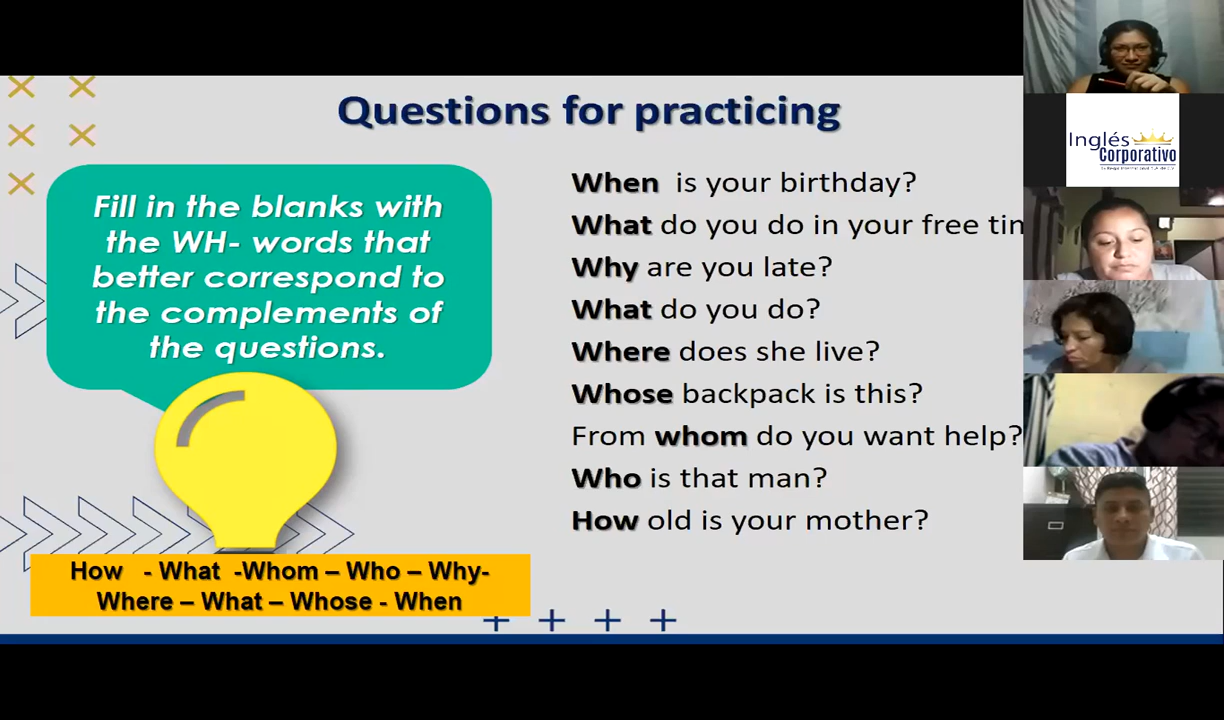 Questions for practicing
Fill in the blanks with
the WH- words that
better correspond to
the complements of
the questions.
When is your birthday?
What do you do in your free
Why are you late?
What do you do?
Where does she live?
Whose backpack is this?
From whom do you want help?
Who is that man?
How old is your mother?
How - What -Whom – Who – Why-
Where – What – Whose - When
Inglés
Corporativo